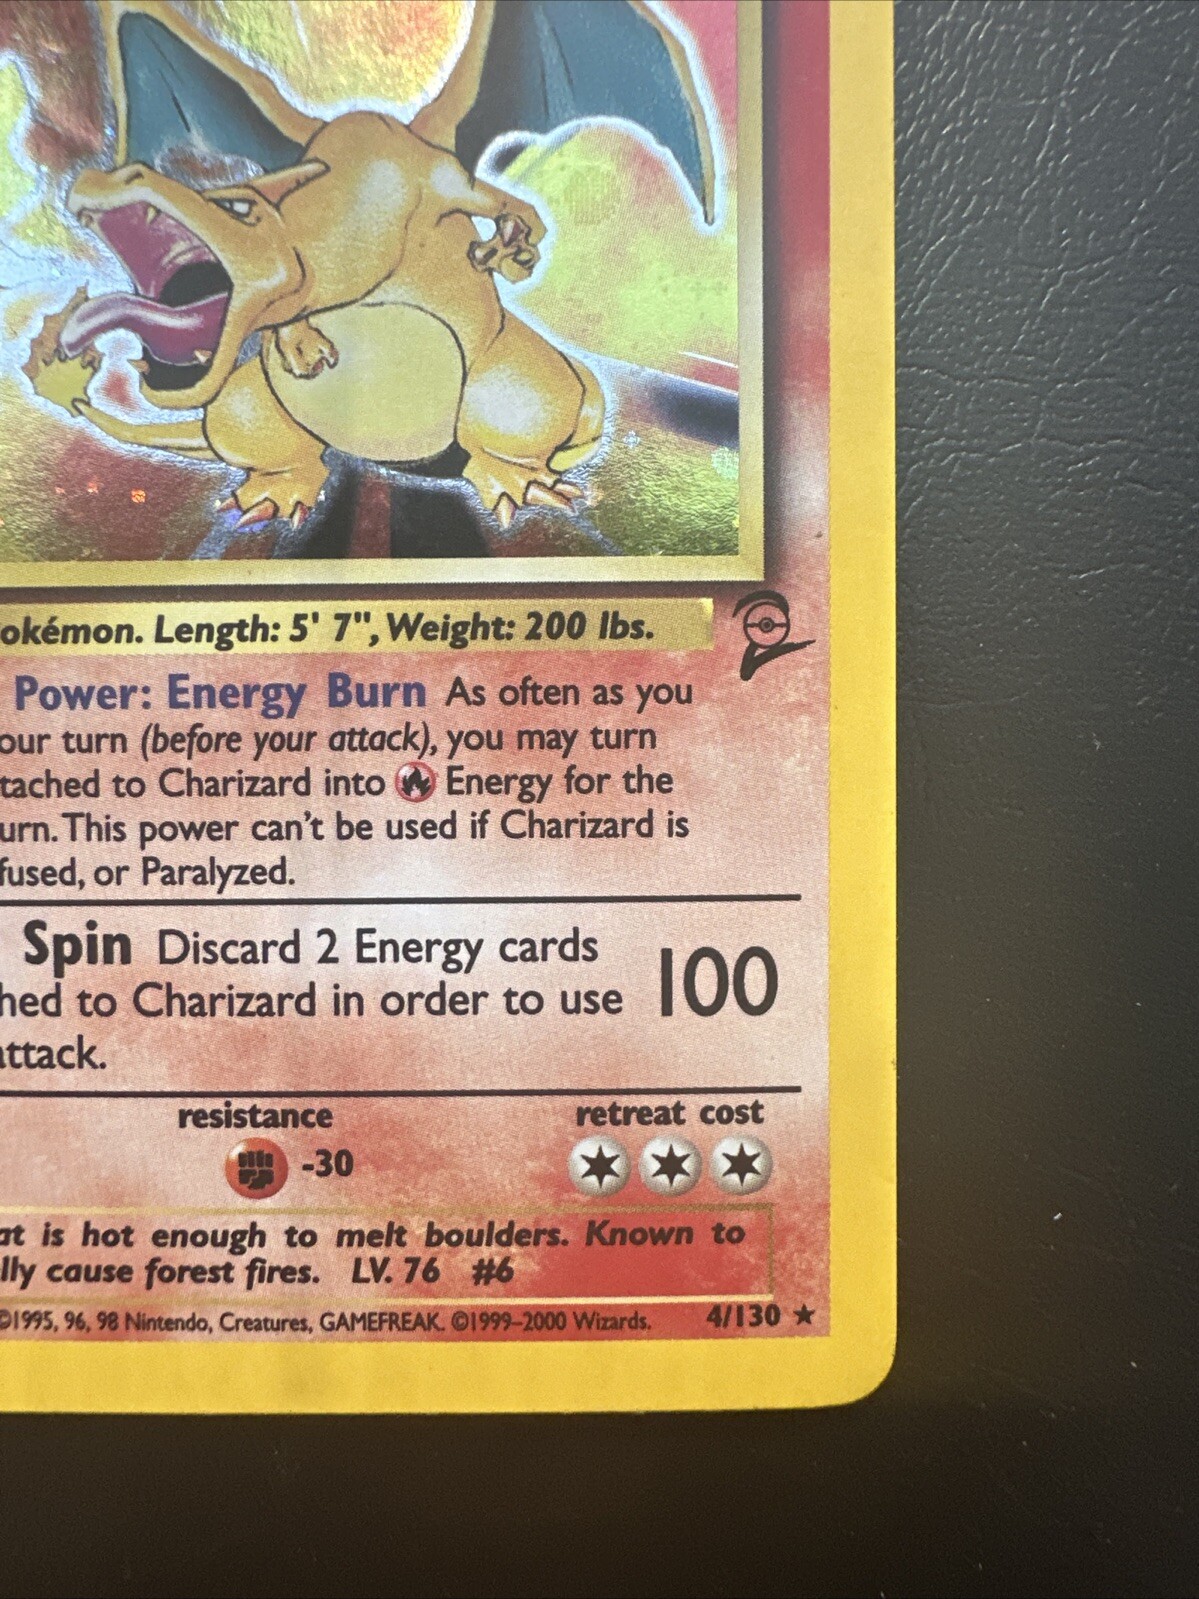 okémon. Length: 5' 7", Weight: 200 lbs.
Power: Energy Burn As often as you
our turn (before your attack), you may turn
tached to Charizard into Energy for the
urn. This power can't be used if Charizard is
fused, or Paralyzed.
Spin Discard 2 Energy cards
hed to Charizard in order to use 100
attack.
resistance retreat cost
-30
at is hot enough to melt boulders. Known to
lly cause forest fires. LV. 76 #6
©1995, 96, 98 Nintendo, Creatures, GAMEFREAK. ©1999–2000 Wizards. 4/130 ★